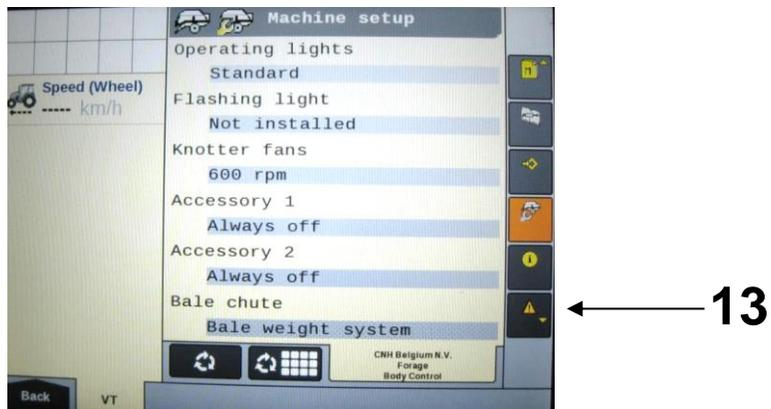 Machine setup
Operating lights
Standard
Speed (Wheel)
----- km/h
Flashing light
Not installed
Knotter fans
600 rpm
Accessory 1
Always off
Accessory 2
Always off
Bale chute
Bale weight system
13
CNH Belgium N.V.
Forage
Body Control
Back
VT